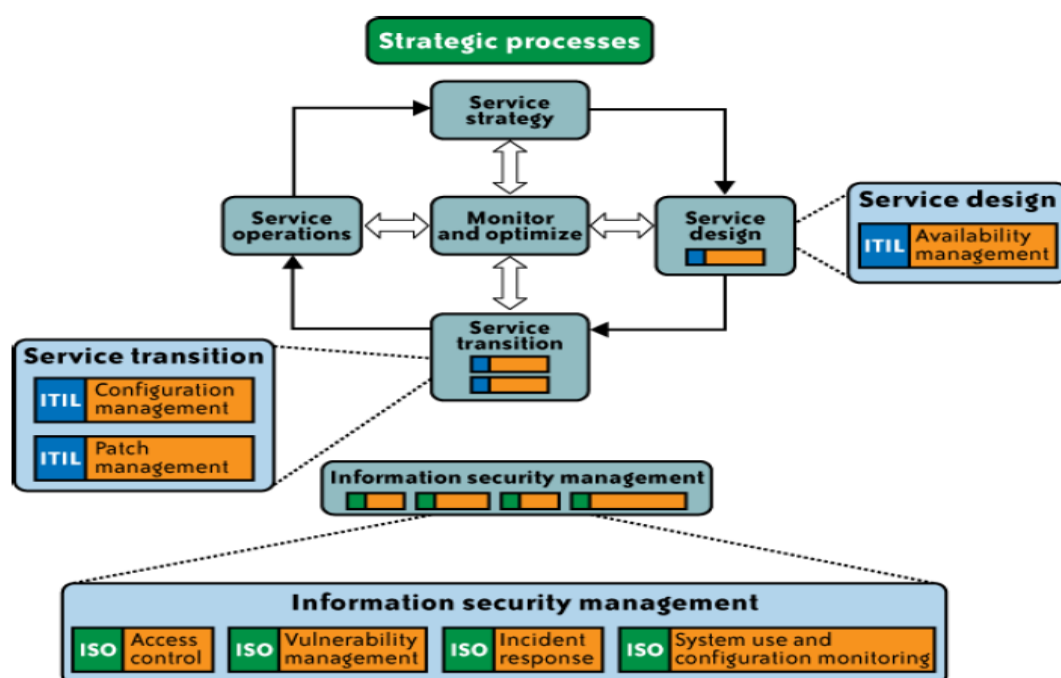 Strategic processes
Service
strategy
Service
operations
Monitor
and optimize
Service
design
Service design
ITIL
Availability
management
Service
transition
Service transition
ITIL
Configuration
management
ITIL
Patch
management
Information security management
Information security management
ISO
Access
control
ISO
Vulnerability
management
ISO
Incident
response
ISO
System use and
configuration monitoring